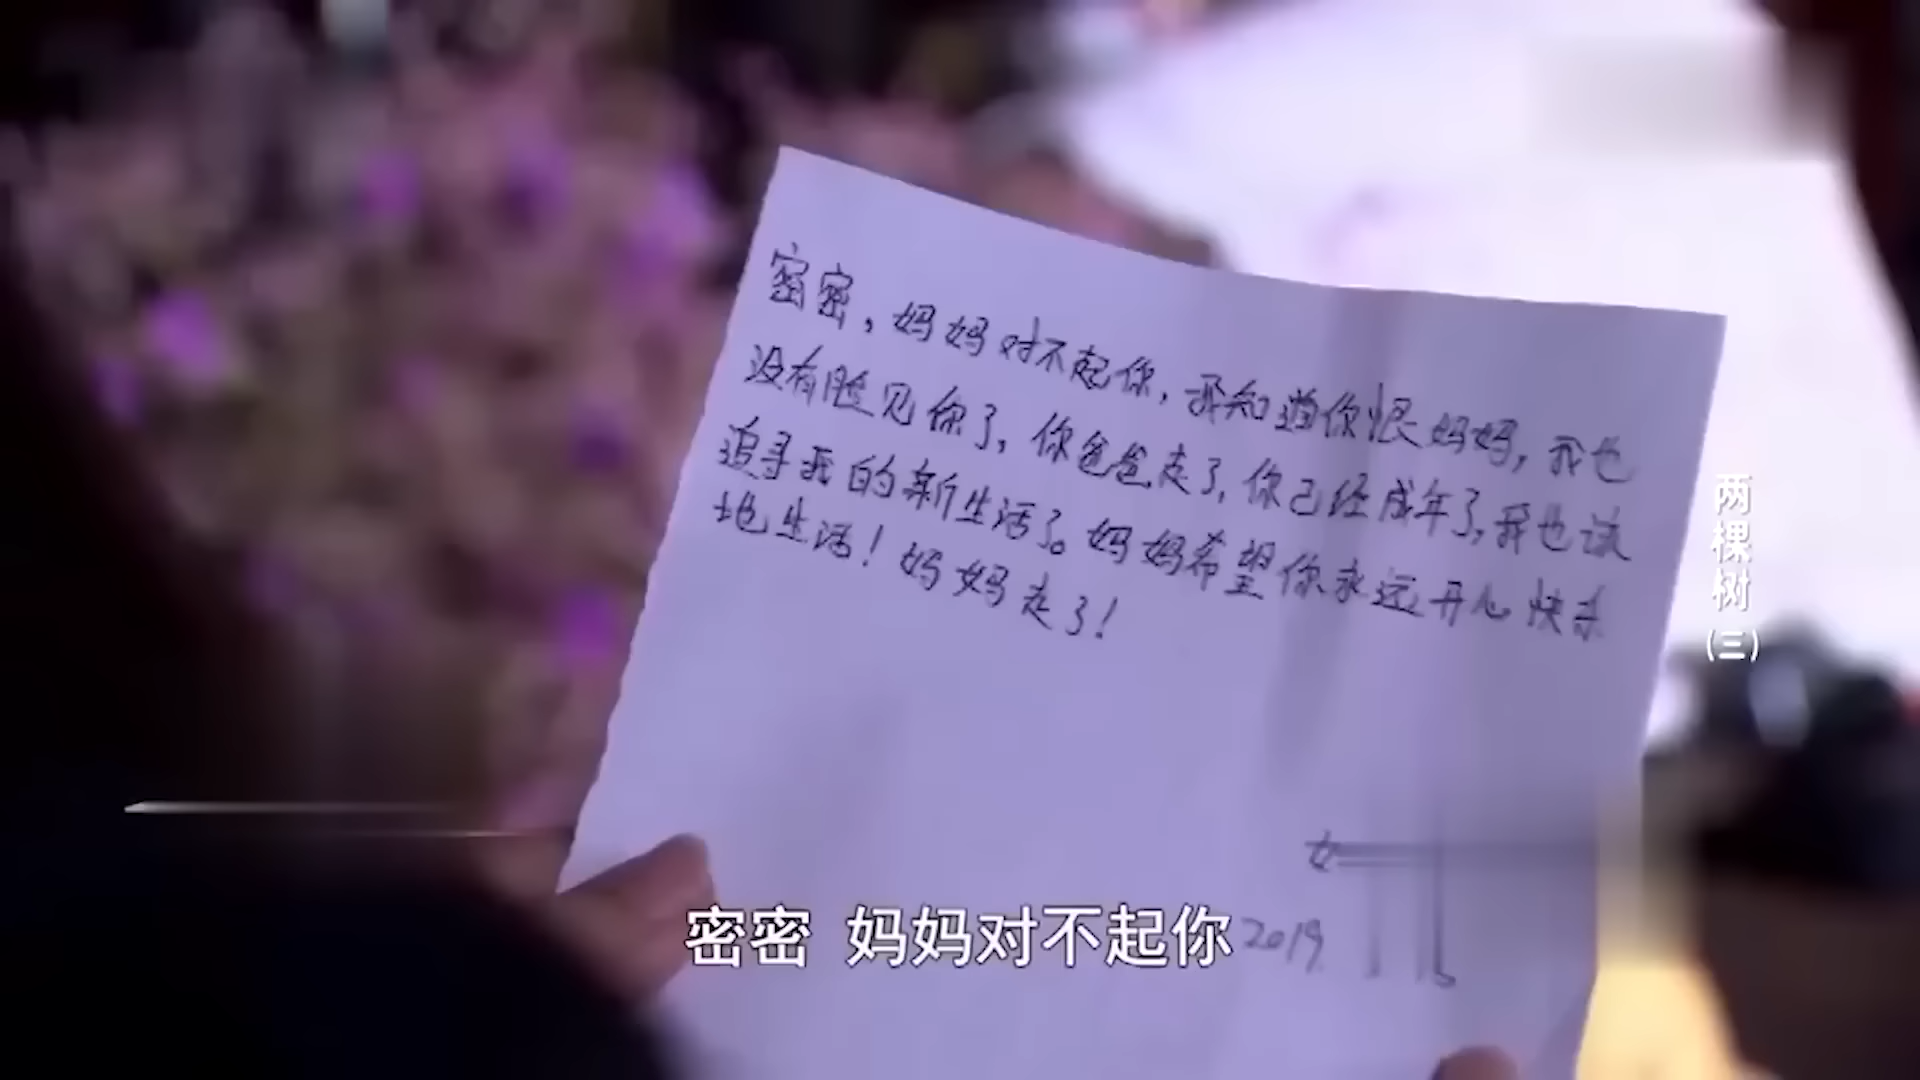 密密，妈妈对不起你，我知道你恨妈妈，我也
没有脸见你了，你爸爸走了，你已经成年了，我也该
追寻我的新生活了。妈妈希望你永远开心快乐
地生活！妈妈走了！
两棵树（三）
2019
密密 妈妈对不起你